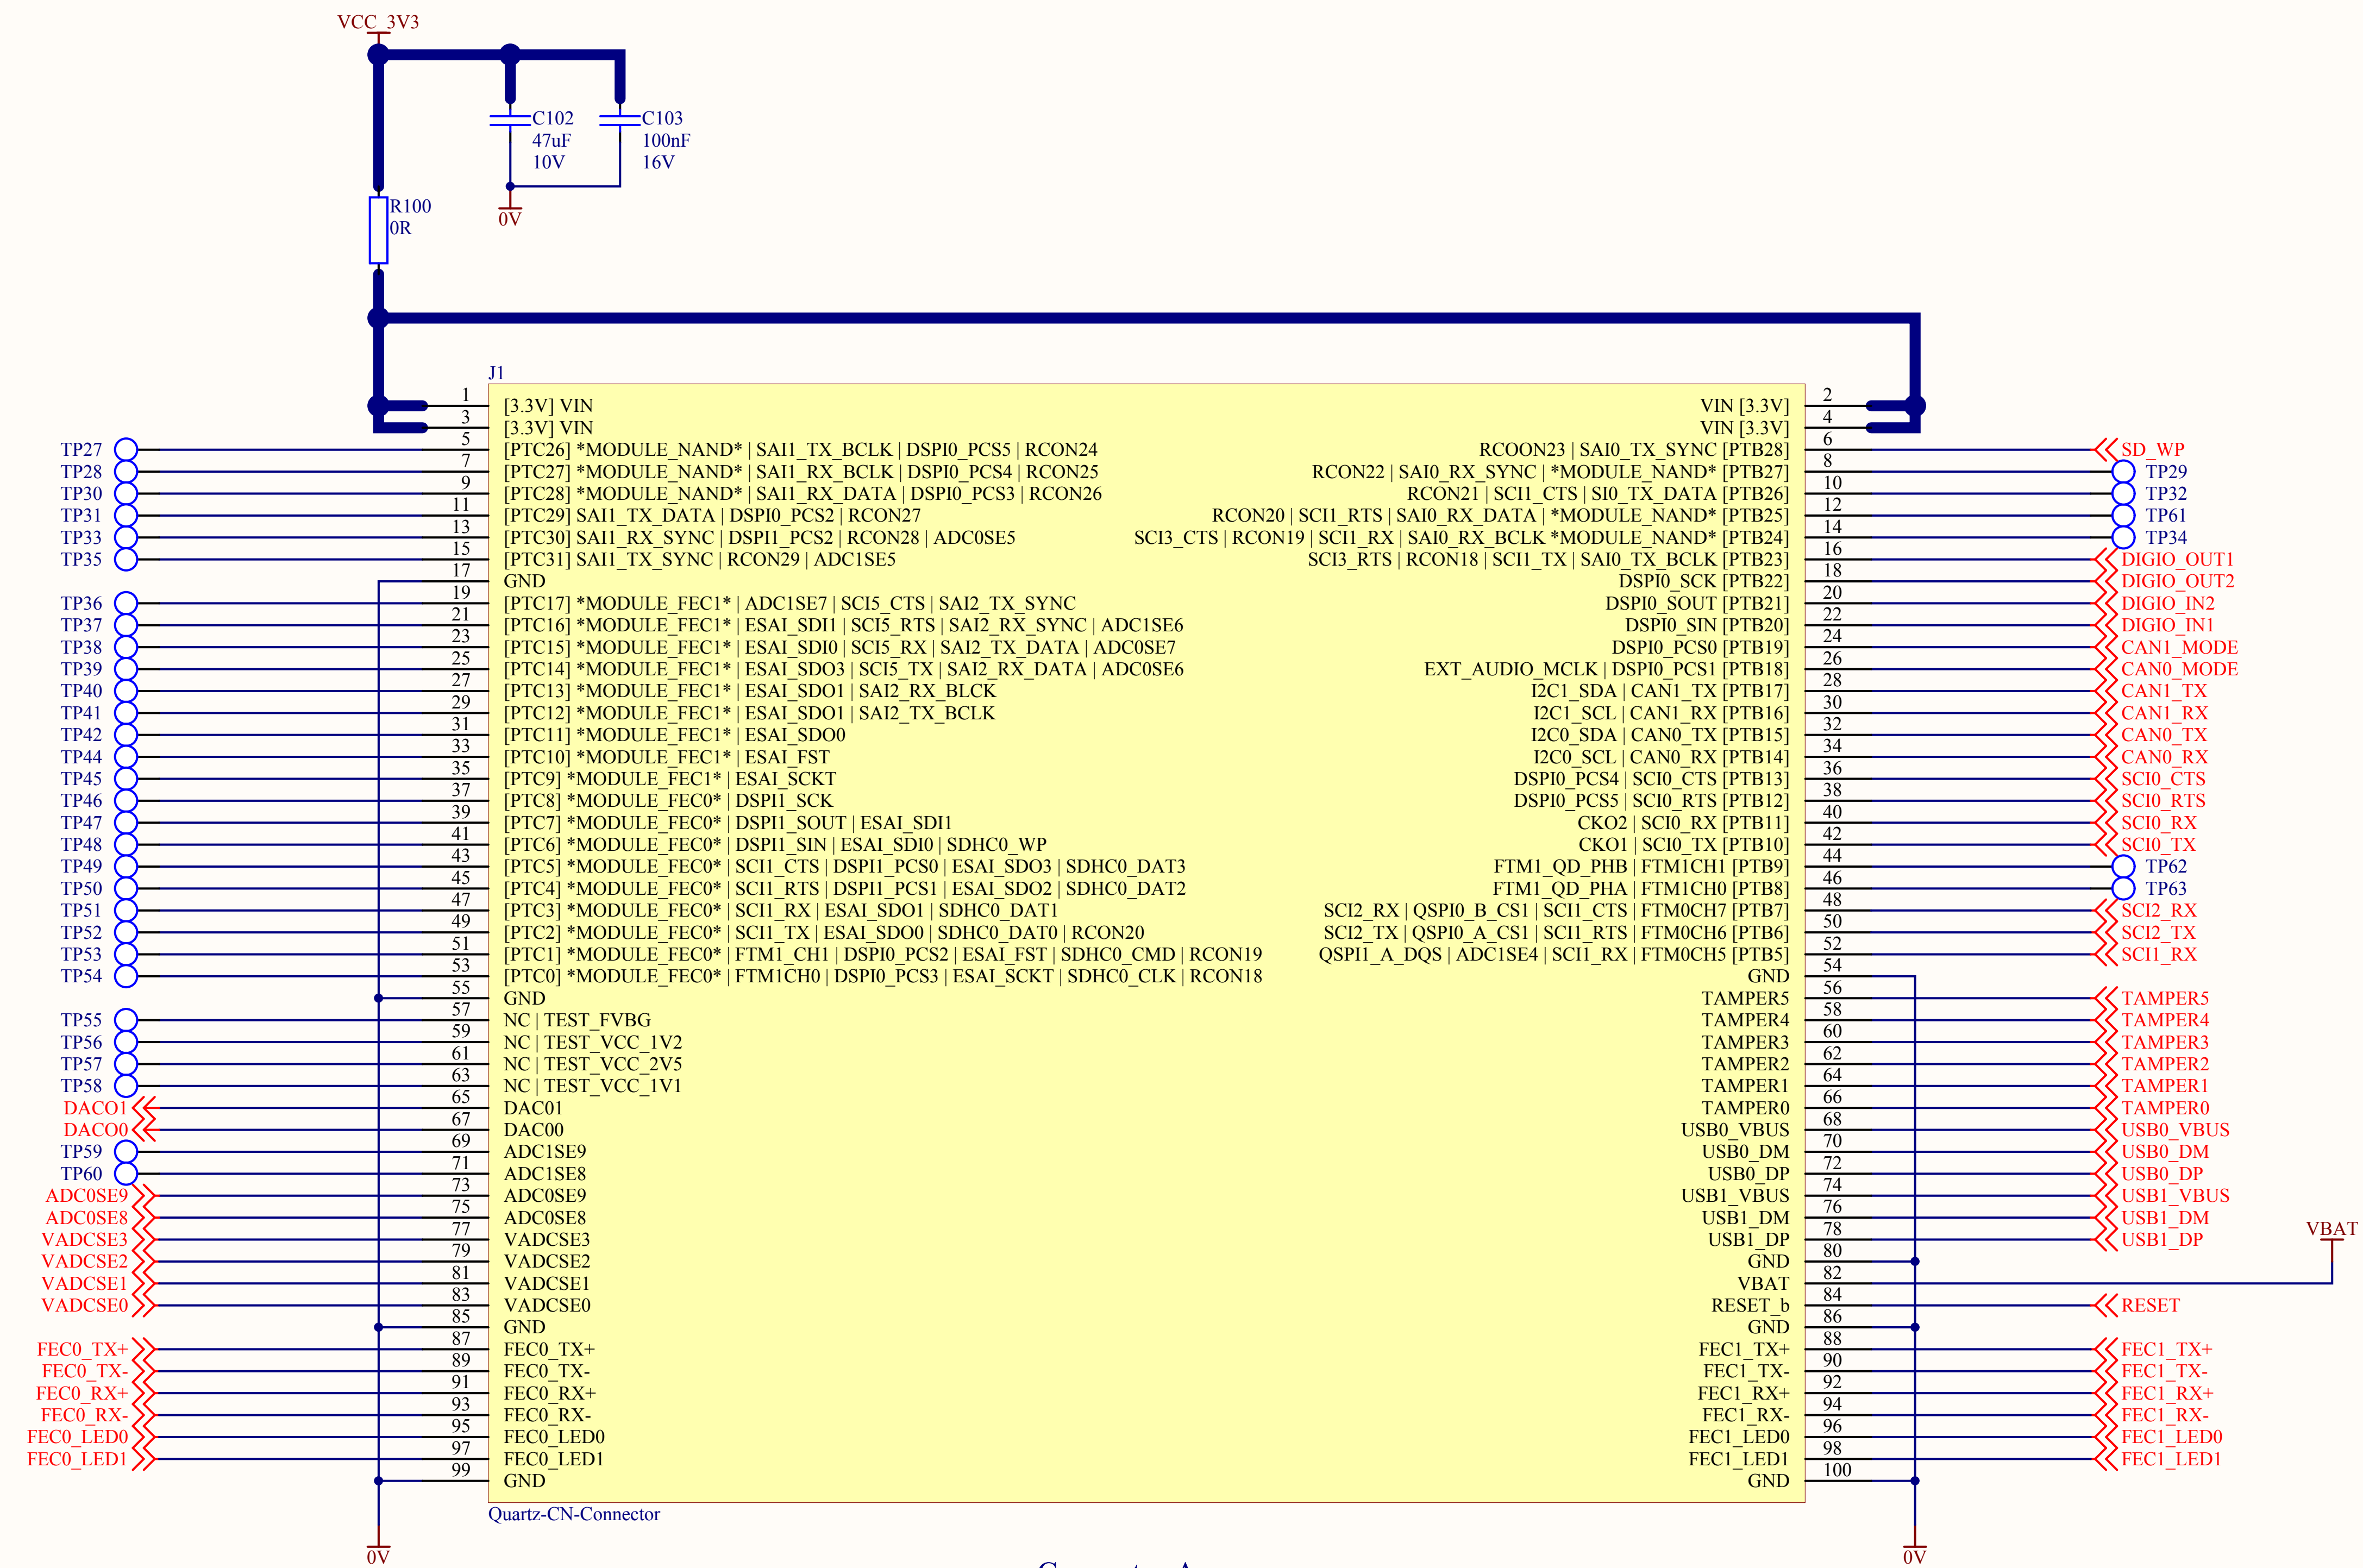 VCC_3V3
C102
47uF
10V
C103
100nF
16V
0V
R100
0R
J1
1 [3.3V] VIN VIN [3.3V] 2
3 [3.3V] VIN VIN [3.3V] 4
TP27 5 [PTC26] *MODULE_NAND* | SAI1_TX_BCLK | DSPI0_PCS5 | RCON24 RCOON23 | SAI0_TX_SYNC [PTB28] 6 SD_WP
TP28 7 [PTC27] *MODULE_NAND* | SAI1_RX_BCLK | DSPI0_PCS4 | RCON25 RCON22 | SAI0_RX_SYNC | *MODULE_NAND* [PTB27] 8 TP29
TP30 9 [PTC28] *MODULE_NAND* | SAI1_RX_DATA | DSPI0_PCS3 | RCON26 RCON21 | SCI1_CTS | SI0_TX_DATA [PTB26] 10 TP32
TP31 11 [PTC29] SAI1_TX_DATA | DSPI0_PCS2 | RCON27 RCON20 | SCI1_RTS | SAI0_RX_DATA | *MODULE_NAND* [PTB25] 12 TP61
TP33 13 [PTC30] SAI1_RX_SYNC | DSPI1_PCS2 | RCON28 | ADC0SE5 SCI3_CTS | RCON19 | SCI1_RX | SAI0_RX_BCLK *MODULE_NAND* [PTB24] 14 TP34
TP35 15 [PTC31] SAI1_TX_SYNC | RCON29 | ADC1SE5 SCI3_RTS | RCON18 | SCI1_TX | SAI0_TX_BCLK [PTB23] 16 DIGIO_OUT1
17 GND DSPI0_SCK [PTB22] 18 DIGIO_OUT2
TP36 19 [PTC17] *MODULE_FEC1* | ADC1SE7 | SCI5_CTS | SAI2_TX_SYNC DSPI0_SOUT [PTB21] 20 DIGIO_IN2
TP37 21 [PTC16] *MODULE_FEC1* | ESAI_SDI1 | SCI5_RTS | SAI2_RX_SYNC | ADC1SE6 DSPI0_SIN [PTB20] 22 DIGIO_IN1
TP38 23 [PTC15] *MODULE_FEC1* | ESAI_SDI0 | SCI5_RX | SAI2_TX_DATA | ADC0SE7 DSPI0_PCS0 [PTB19] 24 CAN1_MODE
TP39 25 [PTC14] *MODULE_FEC1* | ESAI_SDO3 | SCI5_TX | SAI2_RX_DATA | ADC0SE6 EXT_AUDIO_MCLK | DSPI0_PCS1 [PTB18] 26 CAN0_MODE
TP40 27 [PTC13] *MODULE_FEC1* | ESAI_SDO1 | SAI2_RX_BLCK I2C1_SDA | CAN1_TX [PTB17] 28 CAN1_TX
TP41 29 [PTC12] *MODULE_FEC1* | ESAI_SDO1 | SAI2_TX_BCLK I2C1_SCL | CAN1_RX [PTB16] 30 CAN1_RX
TP42 31 [PTC11] *MODULE_FEC1* | ESAI_SDO0 I2C0_SDA | CAN0_TX [PTB15] 32 CAN0_TX
TP44 33 [PTC10] *MODULE_FEC1* | ESAI_FST I2C0_SCL | CAN0_RX [PTB14] 34 CAN0_RX
TP45 35 [PTC9] *MODULE_FEC1* | ESAI_SCKT DSPI0_PCS4 | SCI0_CTS [PTB13] 36 SCI0_CTS
TP46 37 [PTC8] *MODULE_FEC0* | DSPI1_SCK DSPI0_PCS5 | SCI0_RTS [PTB12] 38 SCI0_RTS
TP47 39 [PTC7] *MODULE_FEC0* | DSPI1_SOUT | ESAI_SDI1 CKO2 | SCI0_RX [PTB11] 40 SCI0_RX
TP48 41 [PTC6] *MODULE_FEC0* | DSPI1_SIN | ESAI_SDI0 | SDHC0_WP CKO1 | SCI0_TX [PTB10] 42 SCI0_TX
TP49 43 [PTC5] *MODULE_FEC0* | SCI1_CTS | DSPI1_PCS0 | ESAI_SDO3 | SDHC0_DAT3 FTM1_QD_PHB | FTM1CH1 [PTB9] 44 TP62
TP50 45 [PTC4] *MODULE_FEC0* | SCI1_RTS | DSPI1_PCS1 | ESAI_SDO2 | SDHC0_DAT2 FTM1_QD_PHA | FTM1CH0 [PTB8] 46 TP63
TP51 47 [PTC3] *MODULE_FEC0* | SCI1_RX | ESAI_SDO1 | SDHC0_DAT1 SCI2_RX | QSPI0_B_CS1 | SCI1_CTS | FTM0CH7 [PTB7] 48 SCI2_RX
TP52 49 [PTC2] *MODULE_FEC0* | SCI1_TX | ESAI_SDO0 | SDHC0_DAT0 | RCON20 SCI2_TX | QSPI0_A_CS1 | SCI1_RTS | FTM0CH6 [PTB6] 50 SCI2_TX
TP53 51 [PTC1] *MODULE_FEC0* | FTM1_CH1 | DSPI0_PCS2 | ESAI_FST | SDHC0_CMD | RCON19 QSPI1_A_DQS | ADC1SE4 | SCI1_RX | FTM0CH5 [PTB5] 52 SCI1_RX
TP54 53 [PTC0] *MODULE_FEC0* | FTM1CH0 | DSPI0_PCS3 | ESAI_SCKT | SDHC0_CLK | RCON18 GND 54
55 GND TAMPER5 56 TAMPER5
TP55 57 NC | TEST_FVBG TAMPER4 58 TAMPER4
TP56 59 NC | TEST_VCC_1V2 TAMPER3 60 TAMPER3
TP57 61 NC | TEST_VCC_2V5 TAMPER2 62 TAMPER2
TP58 63 NC | TEST_VCC_1V1 TAMPER1 64 TAMPER1
DACO1 65 DAC01 TAMPER0 66 TAMPER0
DACO0 67 DAC00 USB0_VBUS 68 USB0_VBUS
TP59 69 ADC1SE9 USB0_DM 70 USB0_DM
TP60 71 ADC1SE8 USB0_DP 72 USB0_DP
ADC0SE9 73 ADC0SE9 USB1_VBUS 74 USB1_VBUS
ADC0SE8 75 ADC0SE8 USB1_DM 76 USB1_DM
VADCSE3 77 VADCSE3 USB1_DP 78 USB1_DP
VBAT
VADCSE2 79 VADCSE2 GND 80
VADCSE1 81 VADCSE1 VBAT 82
VADCSE0 83 VADCSE0 RESET_b 84 RESET
85 GND GND 86
FEC0_TX+ 87 FEC0_TX+ FEC1_TX+ 88 FEC1_TX+
FEC0_TX- 89 FEC0_TX- FEC1_TX- 90 FEC1_TX-
FEC0_RX+ 91 FEC0_RX+ FEC1_RX+ 92 FEC1_RX+
FEC0_RX- 93 FEC0_RX- FEC1_RX- 94 FEC1_RX-
FEC0_LED0 95 FEC0_LED0 FEC1_LED0 96 FEC1_LED0
FEC0_LED1 97 FEC0_LED1 FEC1_LED1 98 FEC1_LED1
99 GND GND 100
Quartz-CN-Connector
0V 0V